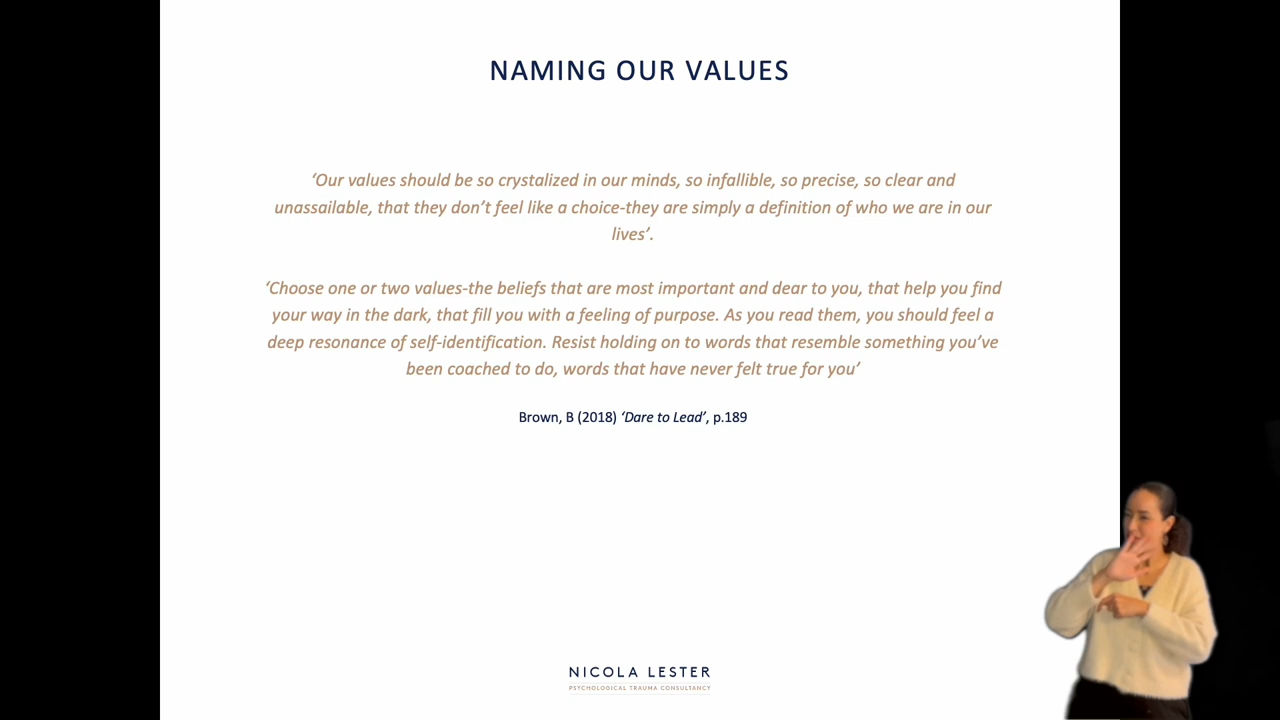 NAMING OUR VALUES
‘Our values should be so crystalized in our minds, so infallible, so precise, so clear and
unassailable, that they don’t feel like a choice-they are simply a definition of who we are in our
lives’.
‘Choose one or two values-the beliefs that are most important and dear to you, that help you find
your way in the dark, that fill you with a feeling of purpose. As you read them, you should feel a
deep resonance of self-identification. Resist holding on to words that resemble something you’ve
been coached to do, words that have never felt true for you’
Brown, B (2018) ‘Dare to Lead’, p.189
NICOLA LESTER
PSYCHOLOGICAL TRAUMA CONSULTANCY